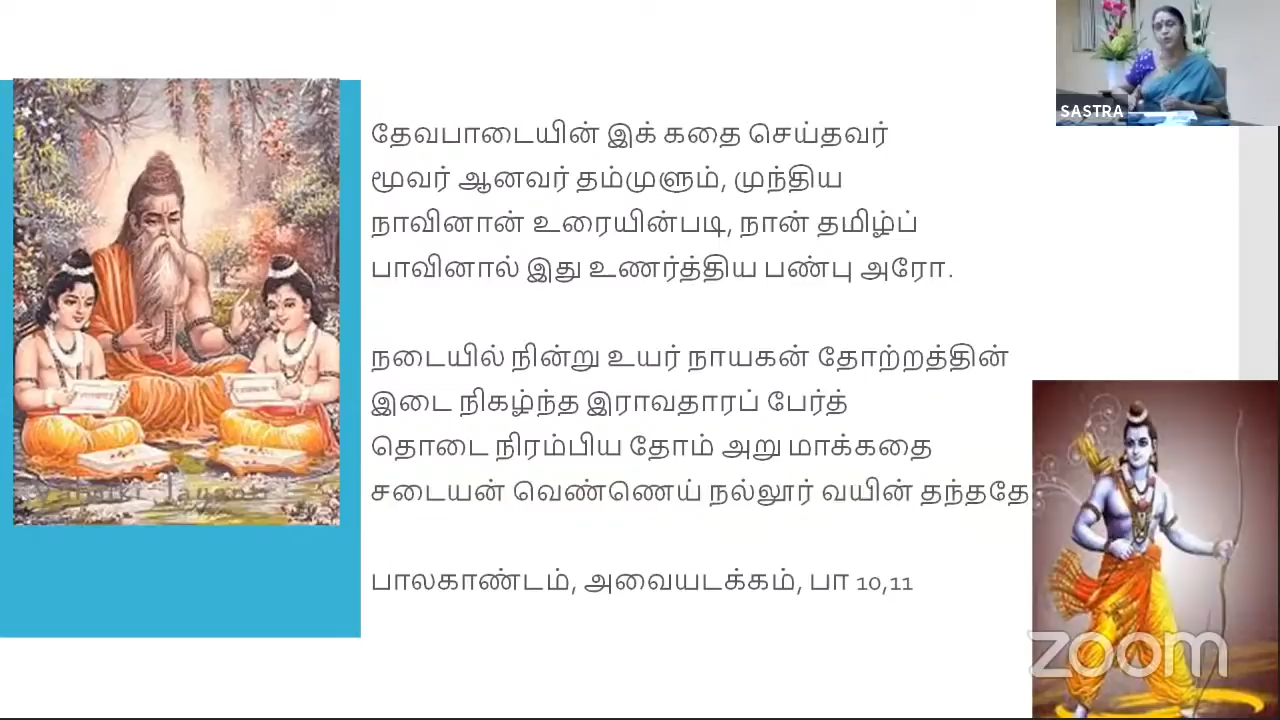 SASTRA
தேவபாடையின் இக் கதை செய்தவர்
மூவர் ஆனவர் தம்முளும், முந்திய
நாவினான் உரையின்படி, நான் தமிழ்ப்
பாவினால் இது உணர்த்திய பண்பு அரோ.
நடையில் நின்று உயர் நாயகன் தோற்றத்தின்
இடை நிகழ்ந்த இராவதாரப் பேர்த்
தொடை நிரம்பிய தோம் அறு மாக்கதை
சடையன் வெண்ணெய் நல்லூர் வயின் தந்ததே
பாலகாண்டம், அவையடக்கம், பா 10,11
Valmiki Jayanti
zoom